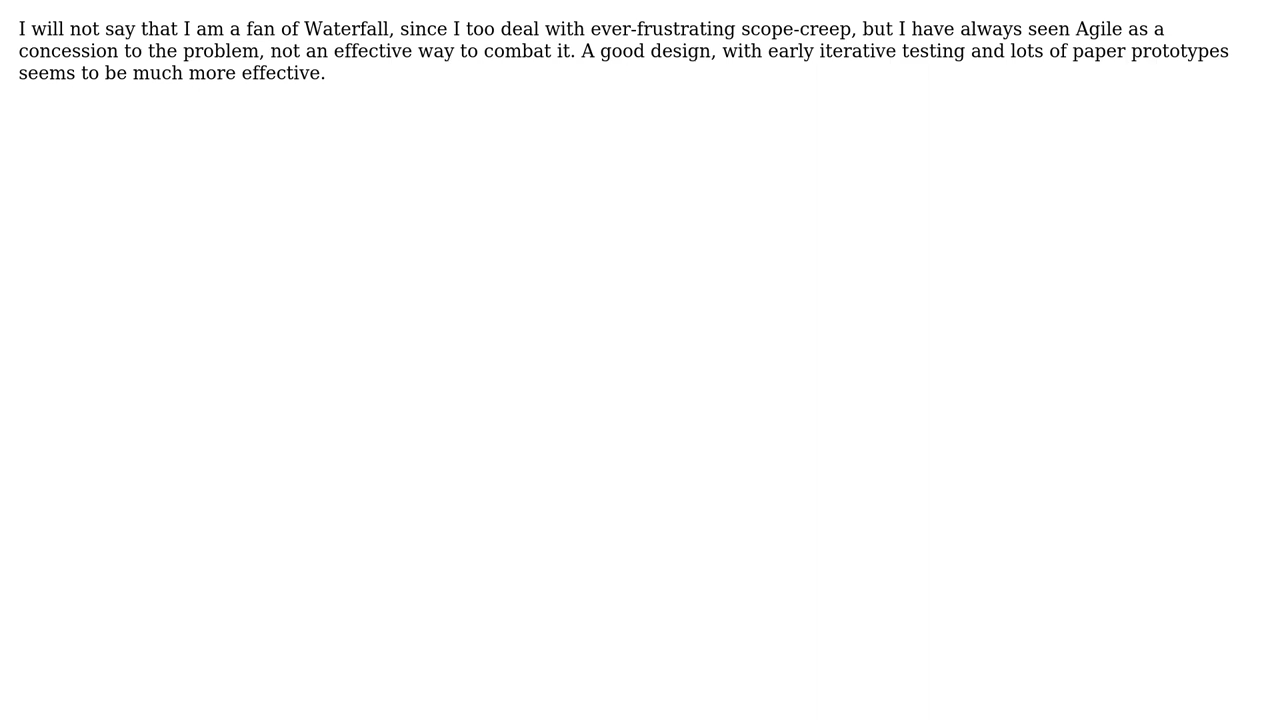 I will not say that I am a fan of Waterfall, since I too deal with ever-frustrating scope-creep, but I have always seen Agile as a
concession to the problem, not an effective way to combat it. A good design, with early iterative testing and lots of paper prototypes
seems to be much more effective.